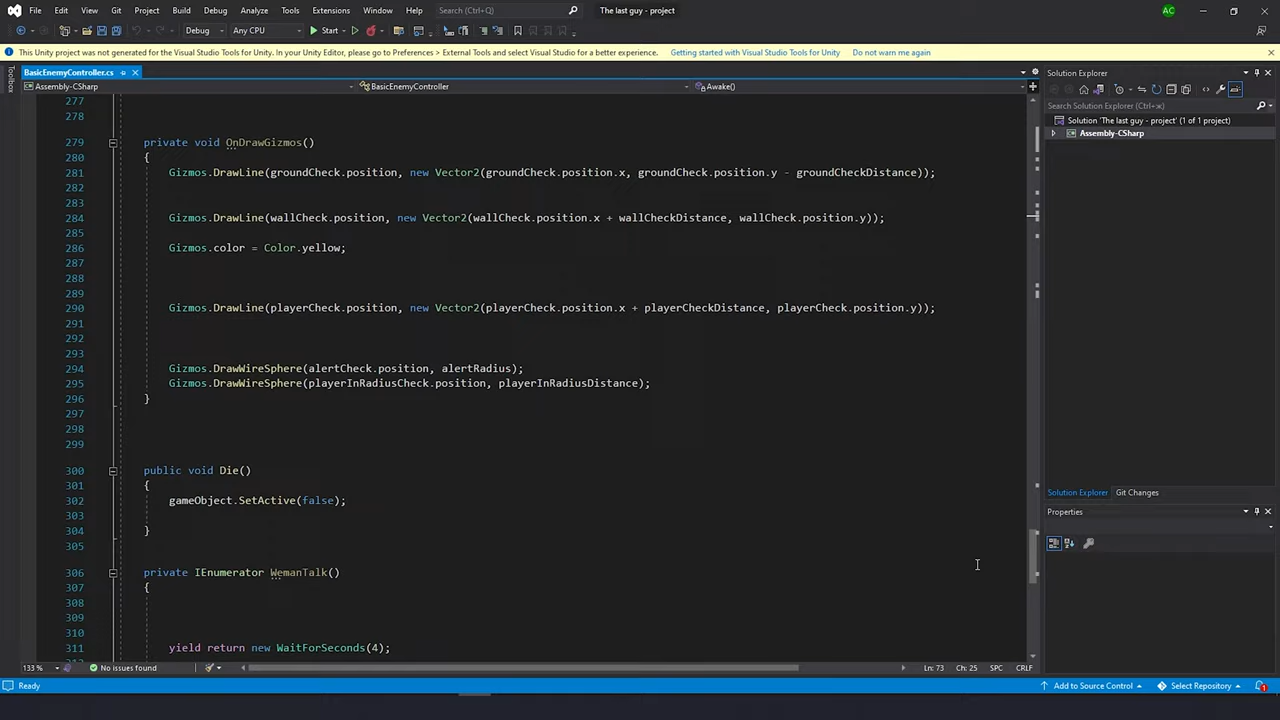 File Edit View Git Project Build Debug Analyze Tools Extensions Window Help Search (Ctrl+Q) The last guy - project AC
Debug Any CPU Start
This Unity project was not generated for the Visual Studio Tools for Unity. In your Unity Editor, please go to Preferences > External Tools and select Visual Studio for a better experience. Getting started with Visual Studio Tools for Unity Do not warn me again
Toolbox
BasicEnemyController.cs
Assembly-CSharp BasicEnemyController Awake()
277
278
279 private void OnDrawGizmos()
280 {
281 Gizmos.DrawLine(groundCheck.position, new Vector2(groundCheck.position.x, groundCheck.position.y - groundCheckDistance));
282
283
284 Gizmos.DrawLine(wallCheck.position, new Vector2(wallCheck.position.x + wallCheckDistance, wallCheck.position.y));
285
286 Gizmos.color = Color.yellow;
287
288
289
290 Gizmos.DrawLine(playerCheck.position, new Vector2(playerCheck.position.x + playerCheckDistance, playerCheck.position.y));
291
292
293
294 Gizmos.DrawWireSphere(alertCheck.position, alertRadius);
295 Gizmos.DrawWireSphere(playerInRadiusCheck.position, playerInRadiusDistance);
296 }
297
298
299
300 public void Die()
301 {
302 gameObject.SetActive(false);
303
304 }
305
306 private IEnumerator WemanTalk()
307 {
308
309
310
311 yield return new WaitForSeconds(4);
133 % No issues found Ln: 73 Ch: 25 SPC CRLF
Solution Explorer
Search Solution Explorer (Ctrl+ж)
Solution 'The last guy - project' (1 of 1 project)
Assembly-CSharp
Solution Explorer Git Changes
Properties
Ready Add to Source Control Select Repository 1